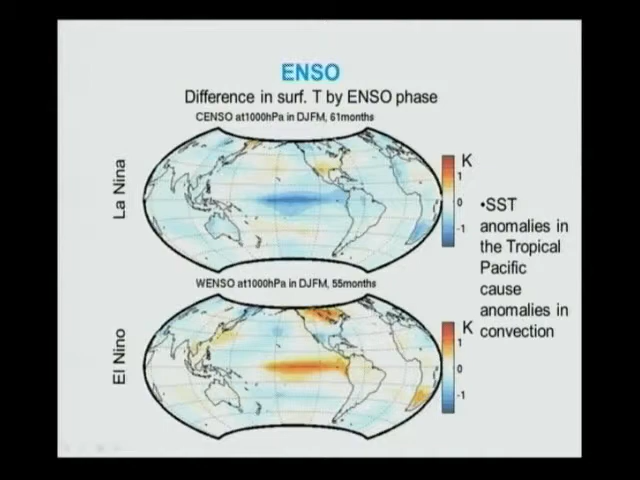 ENSO
Difference in surf. T by ENSO phase
CENSO at1000hPa in DJFM, 61months
La Nina
K
1
0
-1
WENSO at1000hPa in DJFM, 55months
El Nino
K
1
0
-1
•SST
anomalies in
the Tropical
Pacific
cause
anomalies in
convection